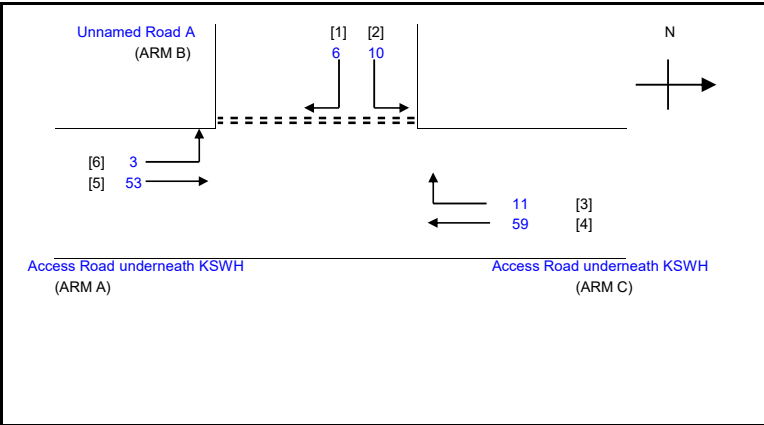 Unnamed Road A [1] [2] N
(ARM B) 6 10
[6] 3
[5] 53
11 [3]
59 [4]
Access Road underneath KSWH Access Road underneath KSWH
(ARM A) (ARM C)